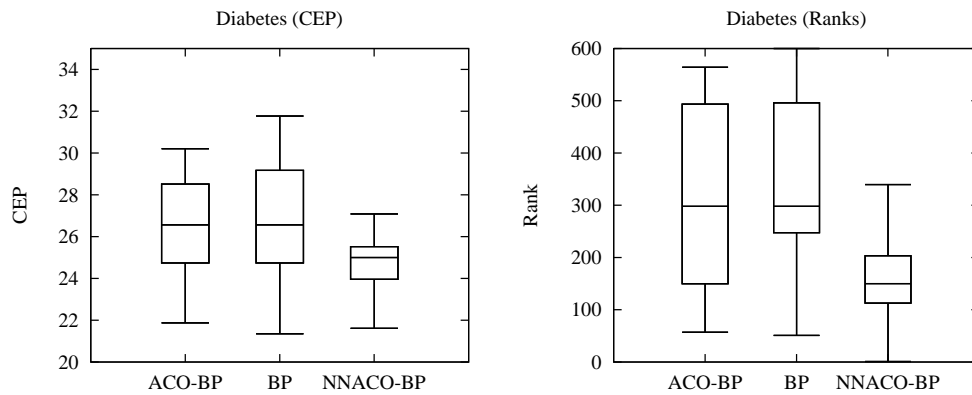 Diabetes (CEP)
34
32
30
28
26
24
22
20
CEP
ACO-BP BP NNACO-BP
Diabetes (Ranks)
600
500
400
300
200
100
0
Rank
ACO-BP BP NNACO-BP